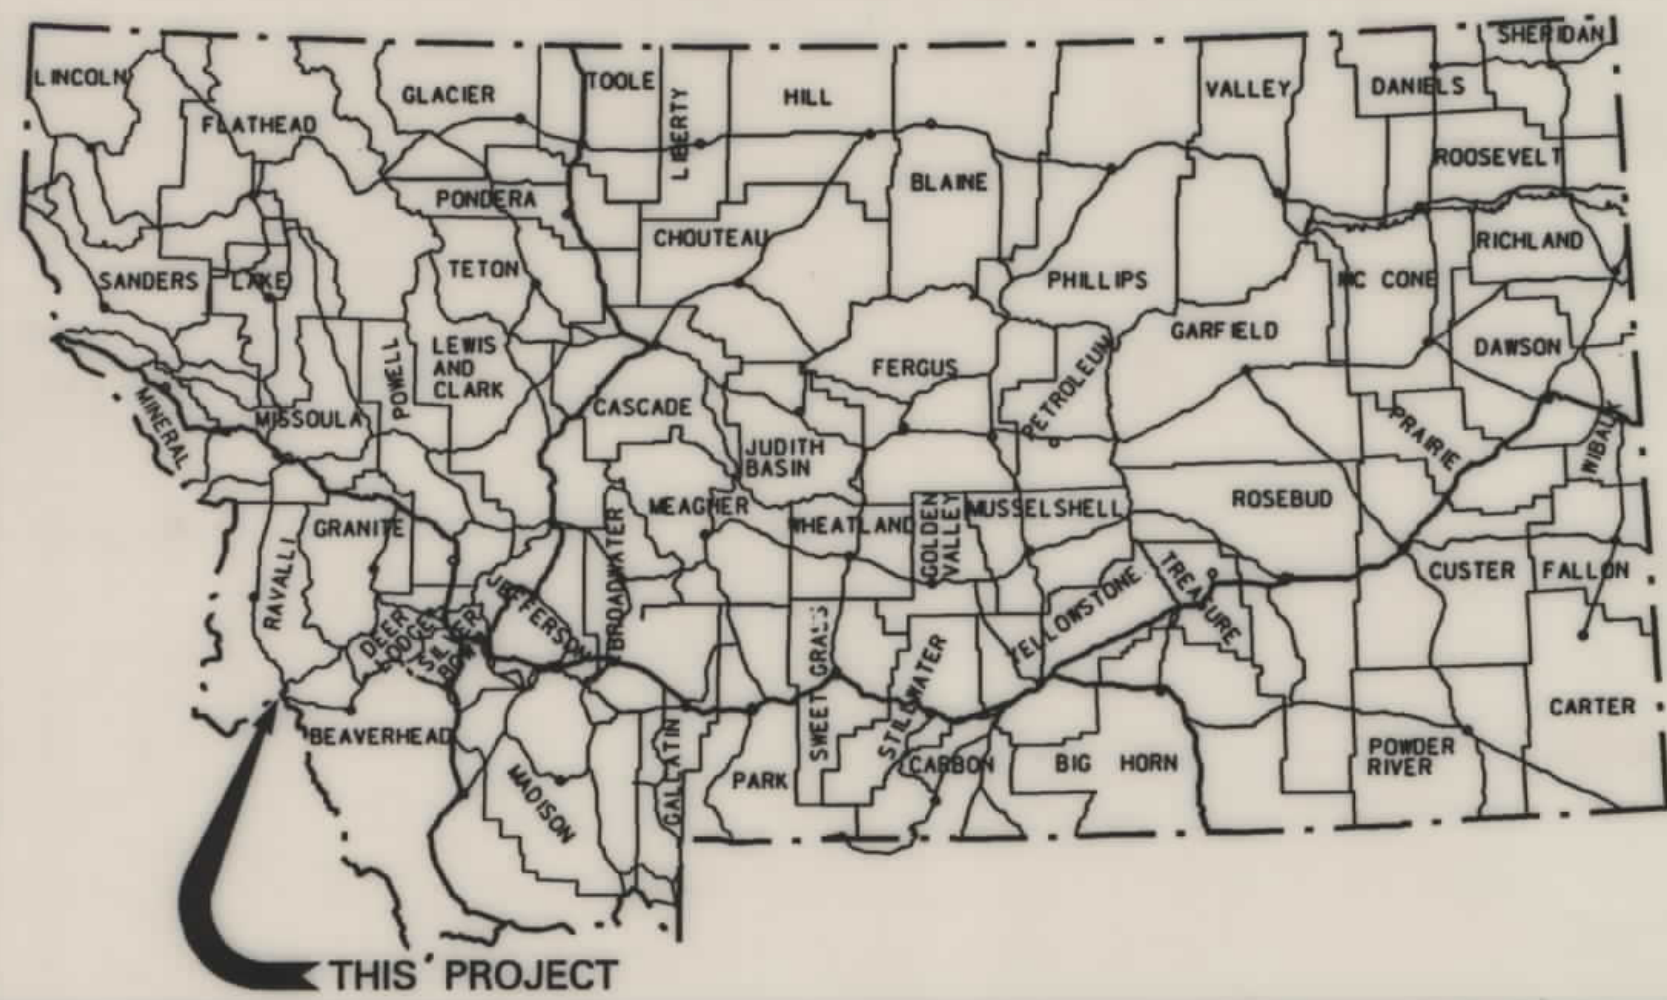 SHERIDAN
LINCOLN
GLACIER
TOOLE
LIBERTY
HILL
VALLEY
DANIELS
FLATHEAD
ROOSEVELT
PONDERA
BLAINE
CHOUTEAU
RICHLAND
SANDERS
LAKE
TETON
PHILLIPS
MC CONE
GARFIELD
DAWSON
POWELL
LEWIS
AND
CLARK
FERGUS
PETROLEUM
MINERAL
MISSOULA
CASCADE
JUDITH
BASIN
PRAIRIE
WIBAUX
MEAGHER
ROSEBUD
GRANITE
WHEATLAND
GOLDEN
VALLEY
MUSSELSHELL
RAVALLI
JEFFERSON
BROADWATER
TREASURE
CUSTER
FALLON
DEER
LODGE
SILVER
BOW
YELLOWSTONE
SWEET GRASS
STILLWATER
BEAVERHEAD
CARTER
MADISON
GALLATIN
PARK
CARBON
BIG HORN
POWDER
RIVER
THIS PROJECT